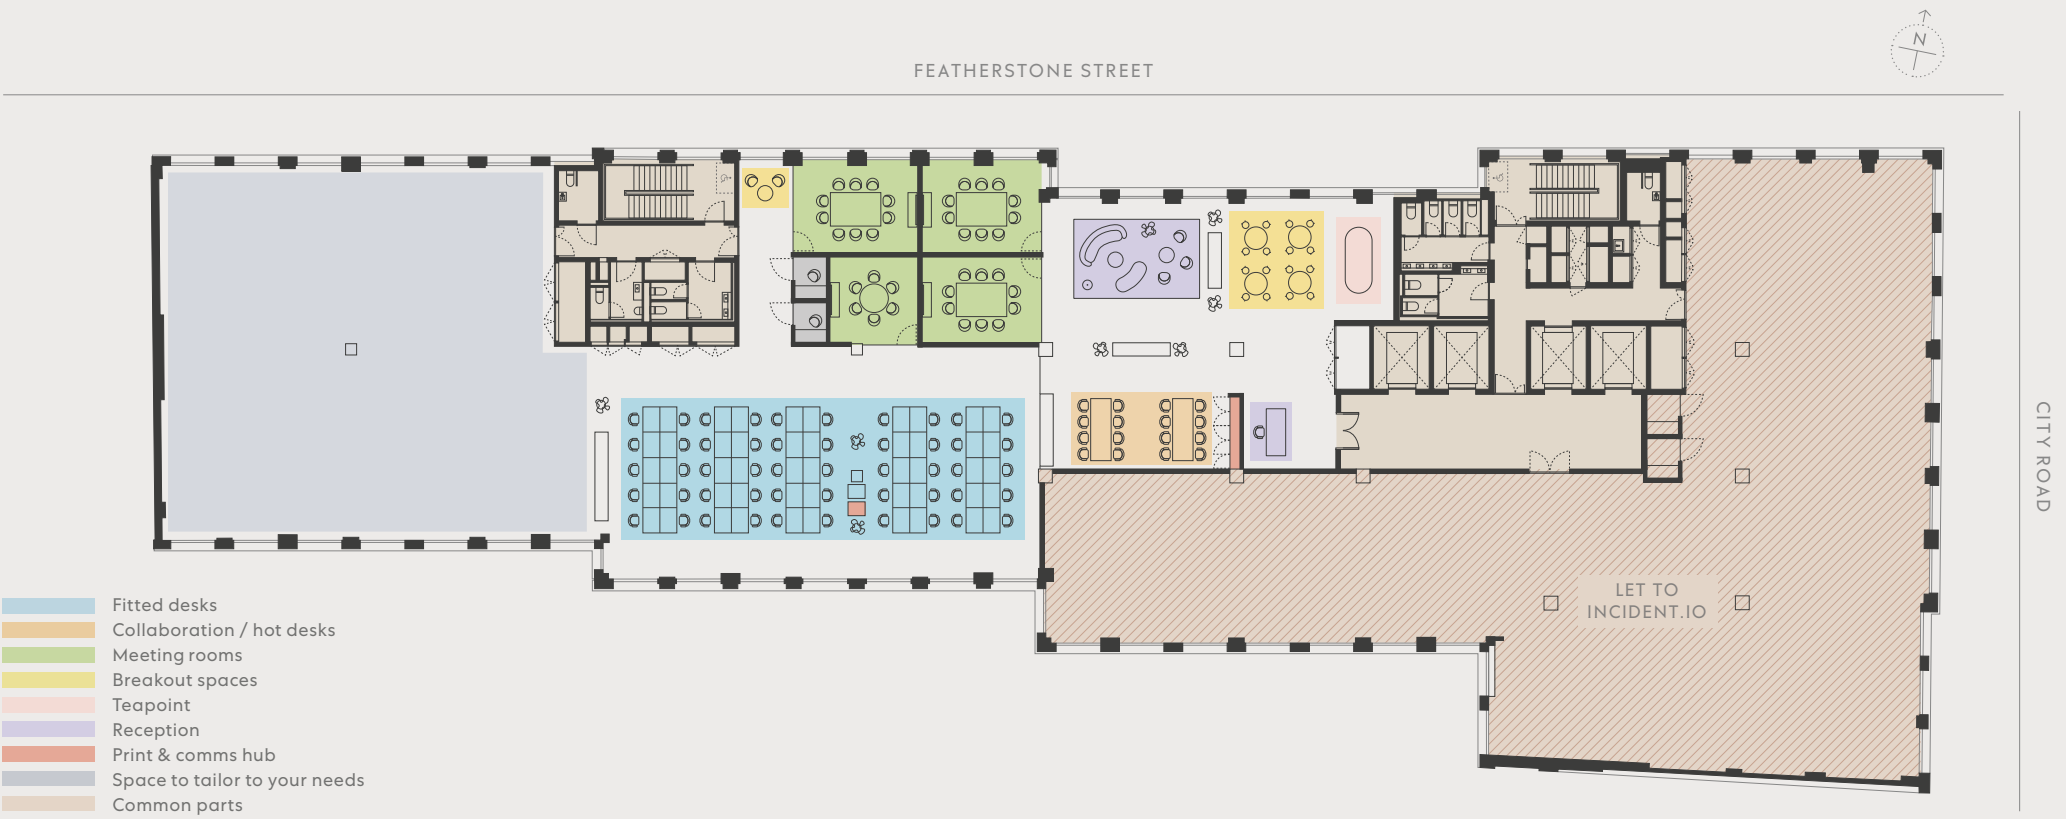 N
FEATHERSTONE STREET
CITY ROAD
LET TO
INCIDENT.IO
Fitted desks
Collaboration / hot desks
Meeting rooms
Breakout spaces
Teapoint
Reception
Print & comms hub
Space to tailor to your needs
Common parts